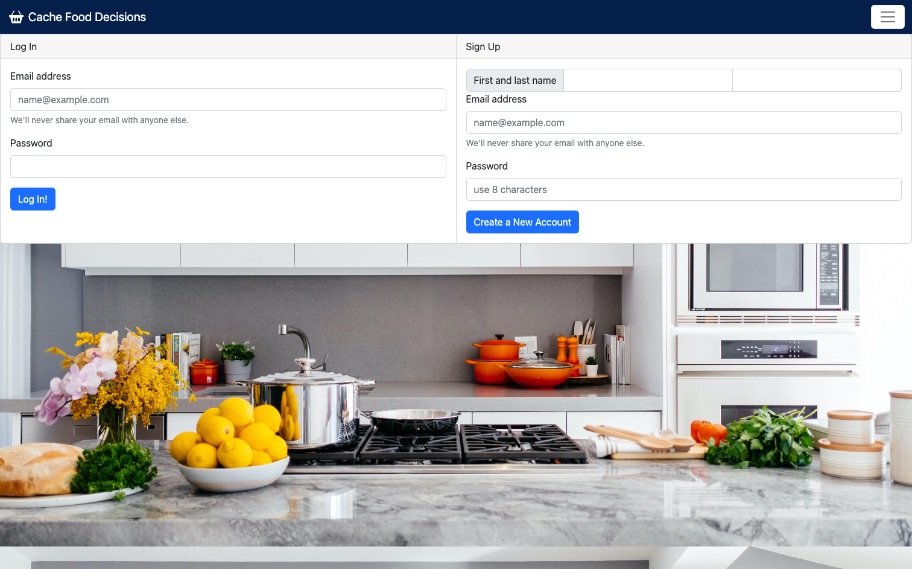 Cache Food Decisions
Log In
Email address
name@example.com
We'll never share your email with anyone else.
Password
Log In!
Sign Up
First and last name
Email address
name@example.com
We'll never share your email with anyone else.
Password
use 8 characters
Create a New Account